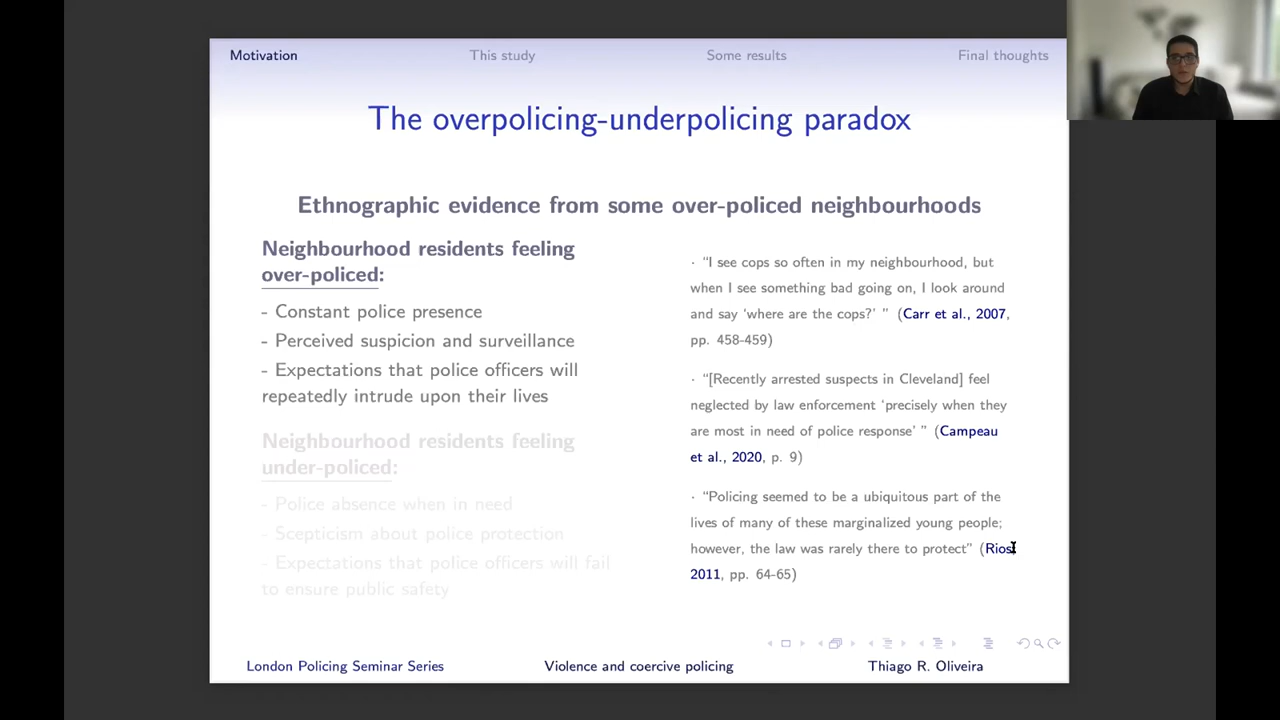 Motivation
This study
Some results
Final thoughts
The overpolicing-underpolicing paradox
Ethnographic evidence from some over-policed neighbourhoods
Neighbourhood residents feeling
over-policed:
- Constant police presence
- Perceived suspicion and surveillance
- Expectations that police officers will
repeatedly intrude upon their lives
Neighbourhood residents feeling
under-policed:
- Police absence when in need
- Scepticism about police protection
- Expectations that police officers will fail
to ensure public safety
· “I see cops so often in my neighbourhood, but
when I see something bad going on, I look around
and say ‘where are the cops?’ ” (Carr et al., 2007,
pp. 458-459)
· “[Recently arrested suspects in Cleveland] feel
neglected by law enforcement ‘precisely when they
are most in need of police response’ ” (Campeau
et al., 2020, p. 9)
· “Policing seemed to be a ubiquitous part of the
lives of many of these marginalized young people;
however, the law was rarely there to protect” (Rios,
2011, pp. 64-65)
London Policing Seminar Series
Violence and coercive policing
Thiago R. Oliveira